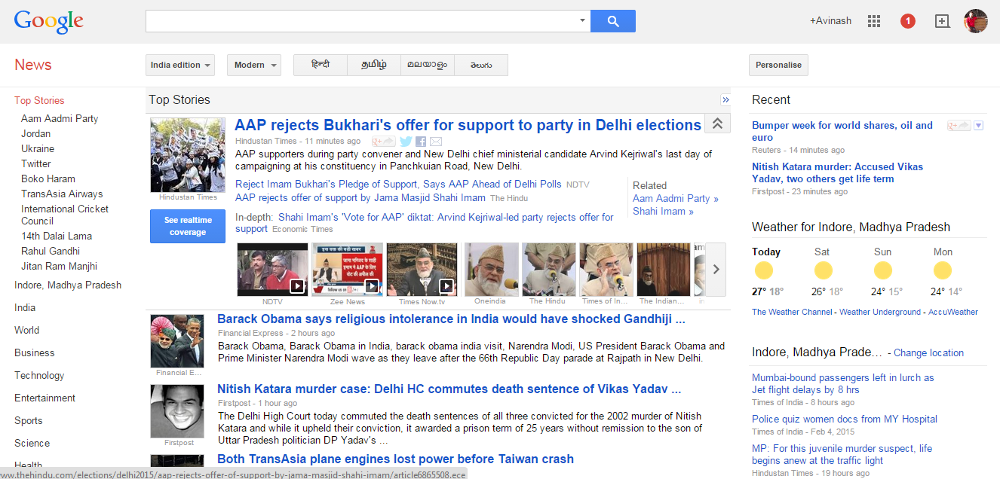 Google
+Avinash
1
News
India edition
Modern
हिन्दी
தமிழ்
മലയാളം
తెలుగు
Personalise
Top Stories
Aam Aadmi Party
Jordan
Ukraine
Twitter
Boko Haram
TransAsia Airways
International Cricket
Council
14th Dalai Lama
Rahul Gandhi
Jitan Ram Manjhi
Indore, Madhya Pradesh
India
World
Business
Technology
Entertainment
Sports
Science
Health
Top Stories
»
AAP rejects Bukhari's offer for support to party in Delhi elections
Hindustan Times - 11 minutes ago
AAP supporters during party convener and New Delhi chief ministerial candidate Arvind Kejriwal's last day of
campaigning at his constituency in Panchkuian Road, New Delhi.
Hindustan Times
See realtime
coverage
Reject Imam Bukhari's Pledge of Support, Says AAP Ahead of Delhi Polls NDTV
AAP rejects offer of support by Jama Masjid Shahi Imam The Hindu
In-depth: Shahi Imam's 'Vote for AAP' diktat: Arvind Kejriwal-led party rejects offer for
support Economic Times
Related
Aam Aadmi Party »
Shahi Imam »
NDTV
Zee News
Times Now.tv
Oneindia
The Hindu
Times of In...
The Indian...
in
Barack Obama says religious intolerance in India would have shocked Gandhiji ...
Financial Express - 2 hours ago
Barack Obama, Barack Obama in India, barack obama india visit, Narendra Modi, US President Barack Obama and
Prime Minister Narendra Modi wave as they leave after the 66th Republic Day parade at Rajpath in New Delhi.
Financial E...
Nitish Katara murder case: Delhi HC commutes death sentence of Vikas Yadav ...
Firstpost - 1 hour ago
The Delhi High Court today commuted the death sentences of all three convicted for the 2002 murder of Nitish
Katara and while it upheld their conviction, it awarded a prison term of 25 years without remission to the son of
Uttar Pradesh politician DP Yadav's ...
Firstpost
Both TransAsia plane engines lost power before Taiwan crash
Recent
Bumper week for world shares, oil and
euro
Reuters - 14 minutes ago
Nitish Katara murder: Accused Vikas
Yadav, two others get life term
Firstpost - 23 minutes ago
Weather for Indore, Madhya Pradesh
Today Sat Sun Mon
27° 18° 26° 18° 24° 15° 24° 14°
The Weather Channel - Weather Underground - AccuWeather
Indore, Madhya Prade... - Change location
Mumbai-bound passengers left in lurch as
Jet flight delays by 8 hrs
Times of India - 8 hours ago
Police quiz women docs from MY Hospital
Times of India - Feb 4, 2015
MP: For this juvenile murder suspect, life
begins anew at the traffic light
Hindustan Times - 19 hours ago
www.thehindu.com/elections/delhi2015/aap-rejects-offer-of-support-by-jama-masjid-shahi-imam/article6865508.ece